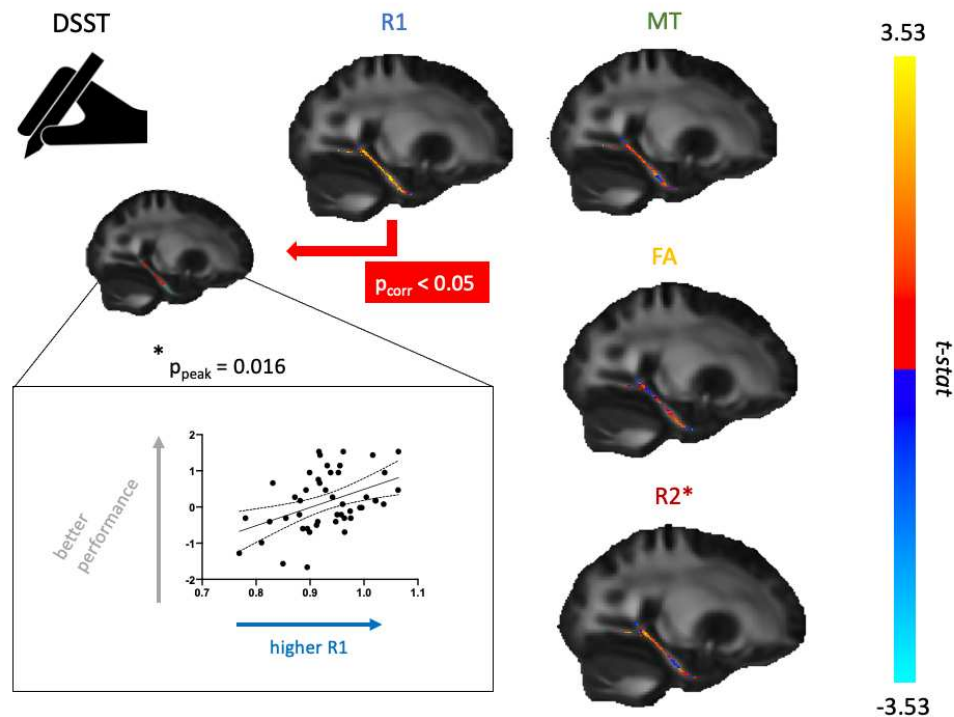 DSST
R1
MT
3.53
p_corr < 0.05
FA
t-stat
*
p_peak = 0.016
better
performance
2
1
0
-1
-2
0.7 0.8 0.9 1.0 1.1
higher R1
R2*
-3.53